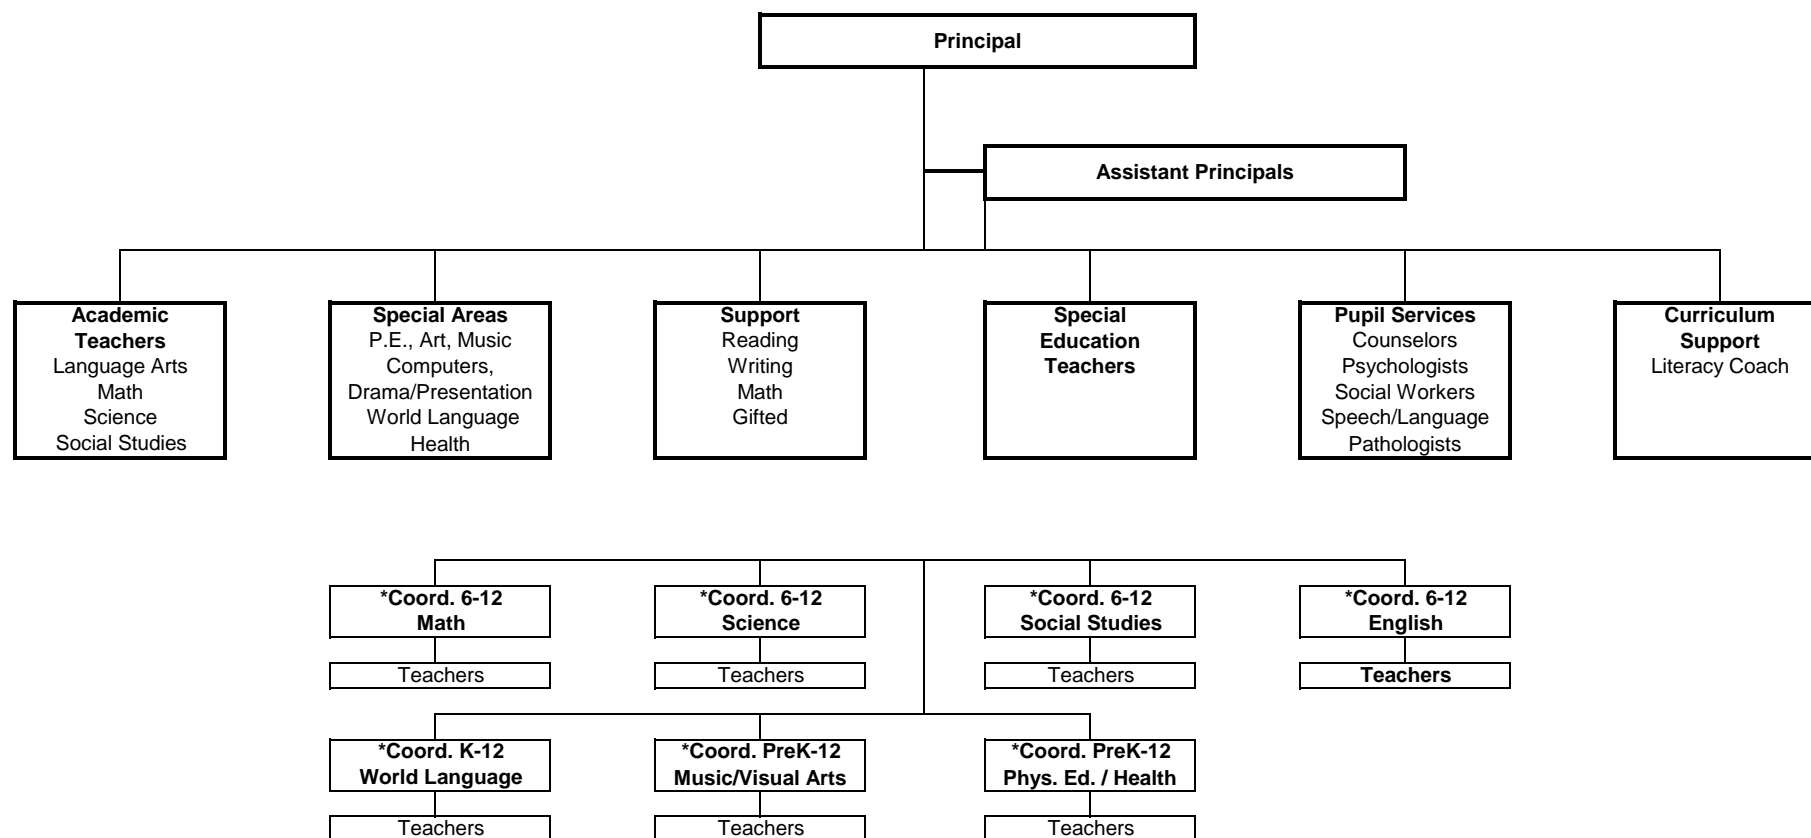 Principal
Assistant Principals
Academic
Teachers
Language Arts
Math
Science
Social Studies
Special Areas
P.E., Art, Music
Computers,
Drama/Presentation
World Language
Health
Support
Reading
Writing
Math
Gifted
Special
Education
Teachers
Pupil Services
Counselors
Psychologists
Social Workers
Speech/Language
Pathologists
Curriculum
Support
Literacy Coach
*Coord. 6-12
Math
Teachers
*Coord. 6-12
Science
Teachers
*Coord. 6-12
Social Studies
Teachers
*Coord. 6-12
English
Teachers
*Coord. K-12
World Language
Teachers
*Coord. PreK-12
Music/Visual Arts
Teachers
*Coord. PreK-12
Phys. Ed. / Health
Teachers